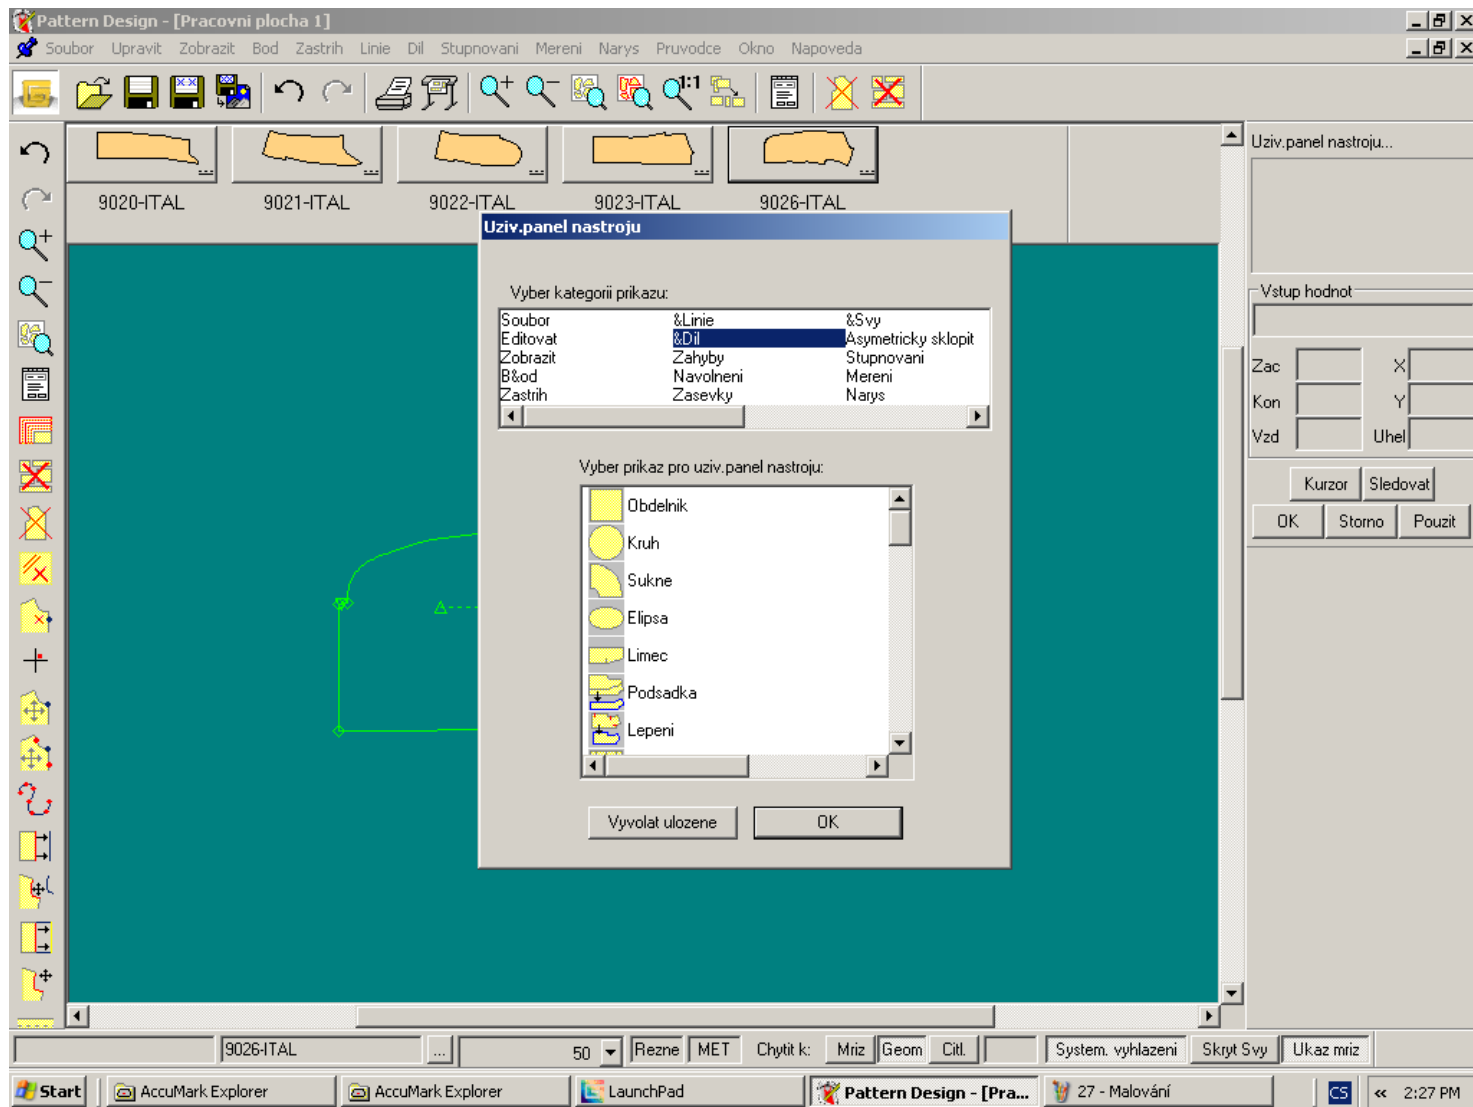 Pattern Design - [Pracovni plocha 1]
Soubor Upravit Zobrazit Bod Zastrih Linie Dil Stupnovani Mereni Narys Pruvodce Okno Napoveda
1:1
9020-ITAL 9021-ITAL 9022-ITAL 9023-ITAL 9026-ITAL
Uziv.panel nastroju...
Uziv.panel nastroju
Vyber kategorii prikazu:
Soubor &Linie &Svy
Editovat &Dil Asymetricky sklopit
Zobrazit Zahyby Stupnovani
B&od Navolneni Mereni
Zastrih Zasevky Narys
Vyber prikaz pro uziv.panel nastroju:
Obdelnik
Kruh
Sukne
Elipsa
Limec
Podsadka
Lepeni
Vyvolat ulozene OK
Vstup hodnot
Zac X
Kon Y
Vzd Uhel
Kurzor Sledovat
OK Storno Pouzit
9026-ITAL ... 50 Rezne MET Chytit k: Mriz Geom Citl. System. vyhlazeni Skryt Svy Ukaz mriz
Start AccuMark Explorer AccuMark Explorer LaunchPad Pattern Design - [Pra... 27 - Malování CS « 2:27 PM